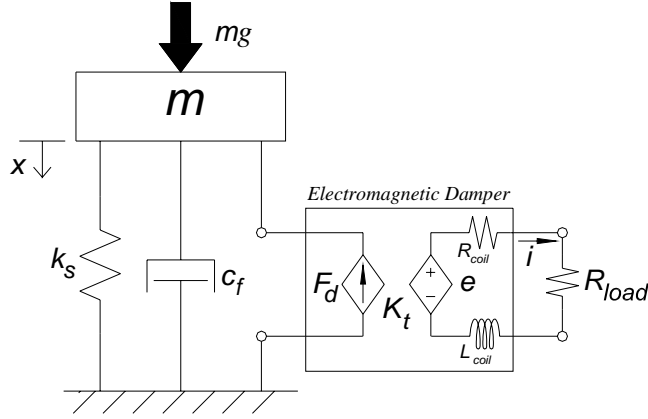 mg
m
x
Electromagnetic Damper
k_s
c_f
F_d
K_t
e
R_coil
i
R_load
L_coil
+
−